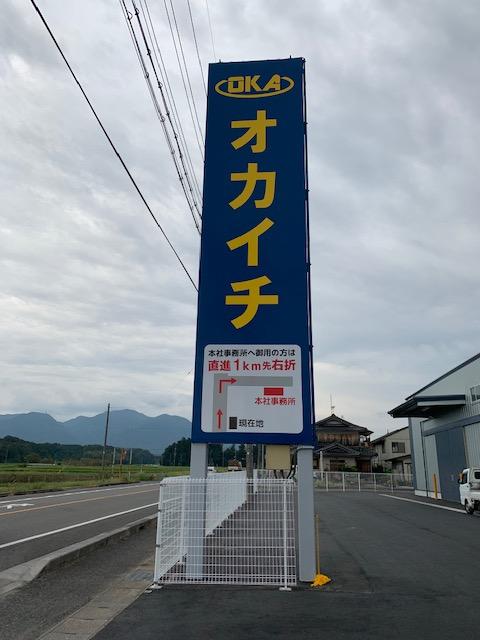 OKA
オカイチ
本社事務所へ御用の方は
直進1km先右折
本社事務所
現在地